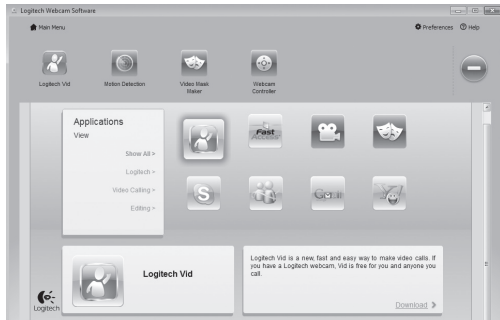 Logitech Webcam Software
Main Menu
Preferences
Help
Logitech Vid
Motion Detection
Video Mask
Maker
Webcam
Controller
Applications
View
Show All >
Logitech >
Video Calling >
Editing >
Fast
Access
S
Logitech Vid
Logitech Vid is a new, fast and easy way to make video calls. If
you have a Logitech webcam, Vid is free for you and anyone you
call.
Download
Logitech